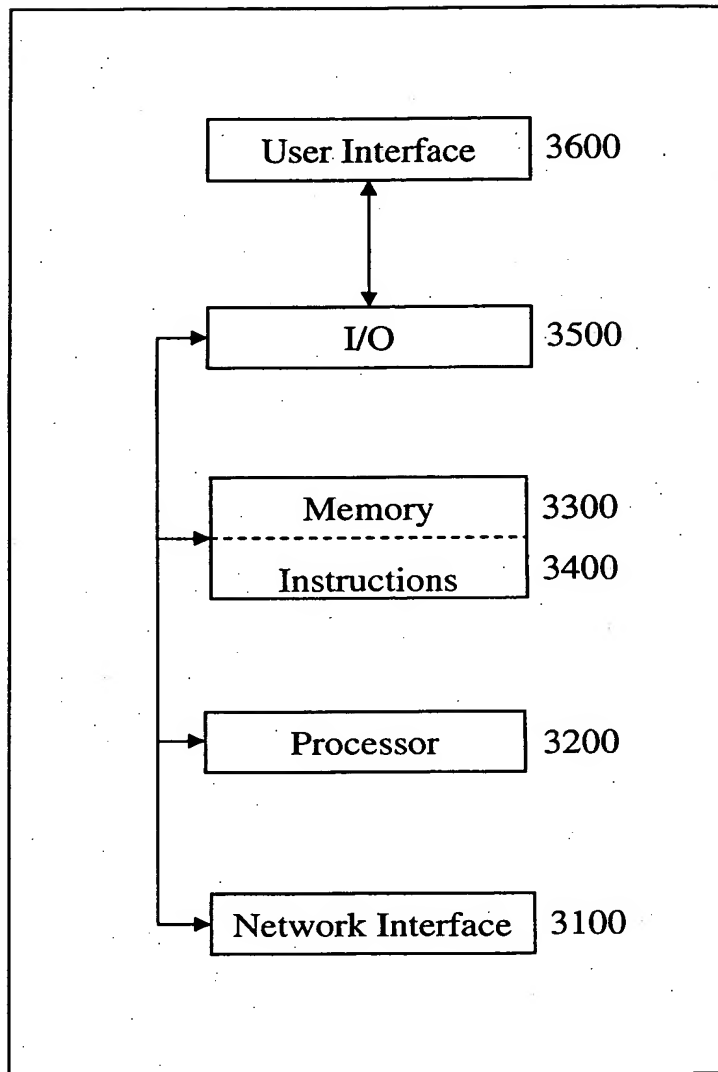 User Interface 3600
I/O 3500
Memory 3300
Instructions 3400
Processor 3200
Network Interface 3100